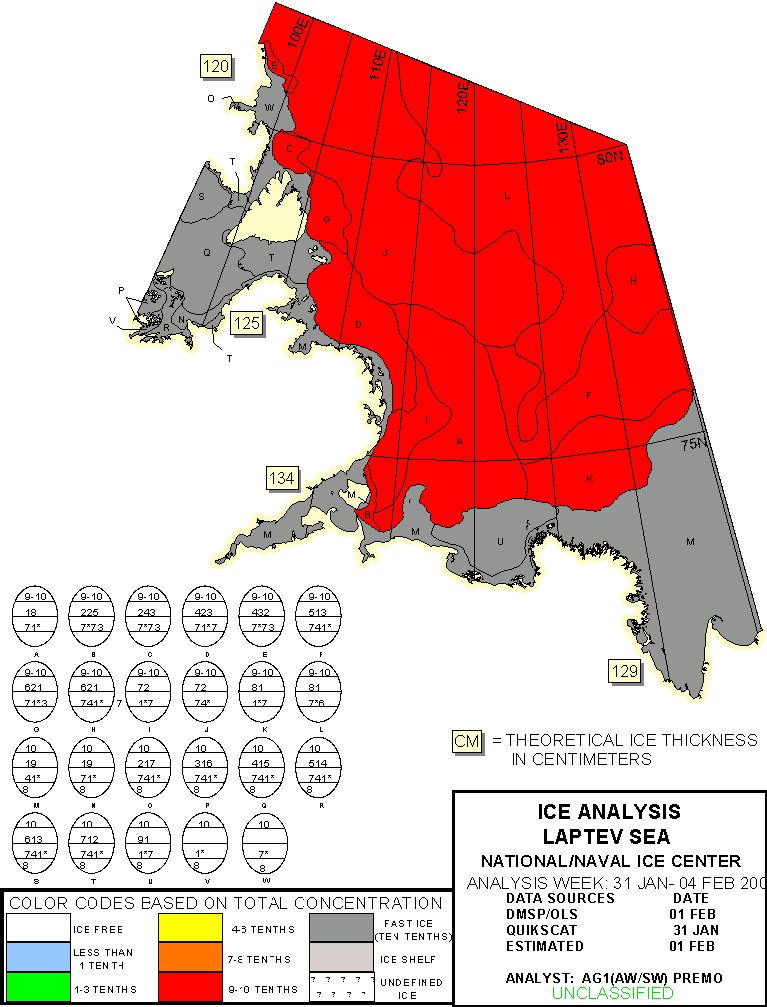 100E
110E
120E
130E
80N
75N
120
125
134
129
E
O
W
C
T
S
L
G
Q
T
J
H
P
V
R
N
D
T
M
F
I
A
K
M
B
M
M
U
M
9-10 9-10 9-10 9-10 9-10 9-10
18 225 243 423 432 513
71* 7*73 7*73 71*7 7*73 741*
A B C D E F
9-10 9-10 9-10 9-10 9-10 9-10
621 621 72 72 81 81
71*3 741* 7 1*7 74* 1*7 7*6
G H I J K L
10 10 10 10 10 10
19 19 217 316 415 514
41* 71* 741* 741* 741* 741*
8 8 8 8 8 8
M N O P Q R
10 10 10 10 10
613 712 91
741* 741* 1*7 1* 7*
8 8 8 8 8
S T U V W
CM = THEORETICAL ICE THICKNESS
IN CENTIMETERS
ICE ANALYSIS
LAPTEV SEA
NATIONAL/NAVAL ICE CENTER
ANALYSIS WEEK: 31 JAN- 04 FEB 200
DATA SOURCES DATE
DMSP/OLS 01 FEB
QUIKSCAT 31 JAN
ESTIMATED 01 FEB
ANALYST: AG1(AW/SW) PREMO
UNCLASSIFIED
COLOR CODES BASED ON TOTAL CONCENTRATION
ICE FREE
LESS THAN
1 TENTH
1-3 TENTHS
4-6 TENTHS
7-8 TENTHS
9-10 TENTHS
FAST ICE
(TEN TENTHS)
ICE SHELF
? ? ? ? ?
? ? ? ? ?
UNDEFINED
ICE